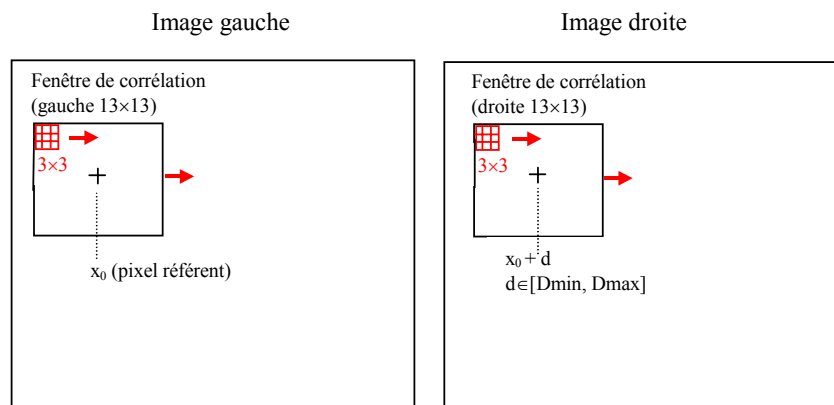 Image gauche
Fenêtre de corrélation
(gauche 13×13)
3×3
x₀ (pixel référent)
Image droite
Fenêtre de corrélation
(droite 13×13)
3×3
x₀ + d
d∈[Dmin, Dmax]